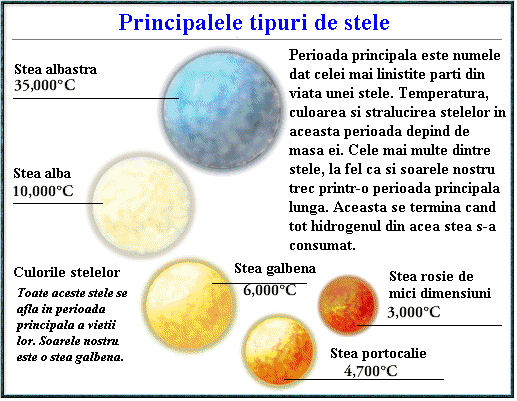 Principalele tipuri de stele
Stea albastra
35,000°C
Perioada principala este numele
dat celei mai linistite parti din
viata unei stele. Temperatura,
culoarea si stralucirea stelelor in
aceasta perioada depind de
masa ei. Cele mai multe dintre
stele, la fel ca si soarele nostru
trec printr-o perioada principala
lunga. Aceasta se termina cand
tot hidrogenul din acea stea s-a
consumat.
Stea alba
10,000°C
Culorile stelelor
Toate aceste stele se
afla in perioada
principala a vietii
lor. Soarele nostru
este o stea galbena.
Stea galbena
6,000°C
Stea rosie de
mici dimensiuni
3,000°C
Stea portocalie
4,700°C